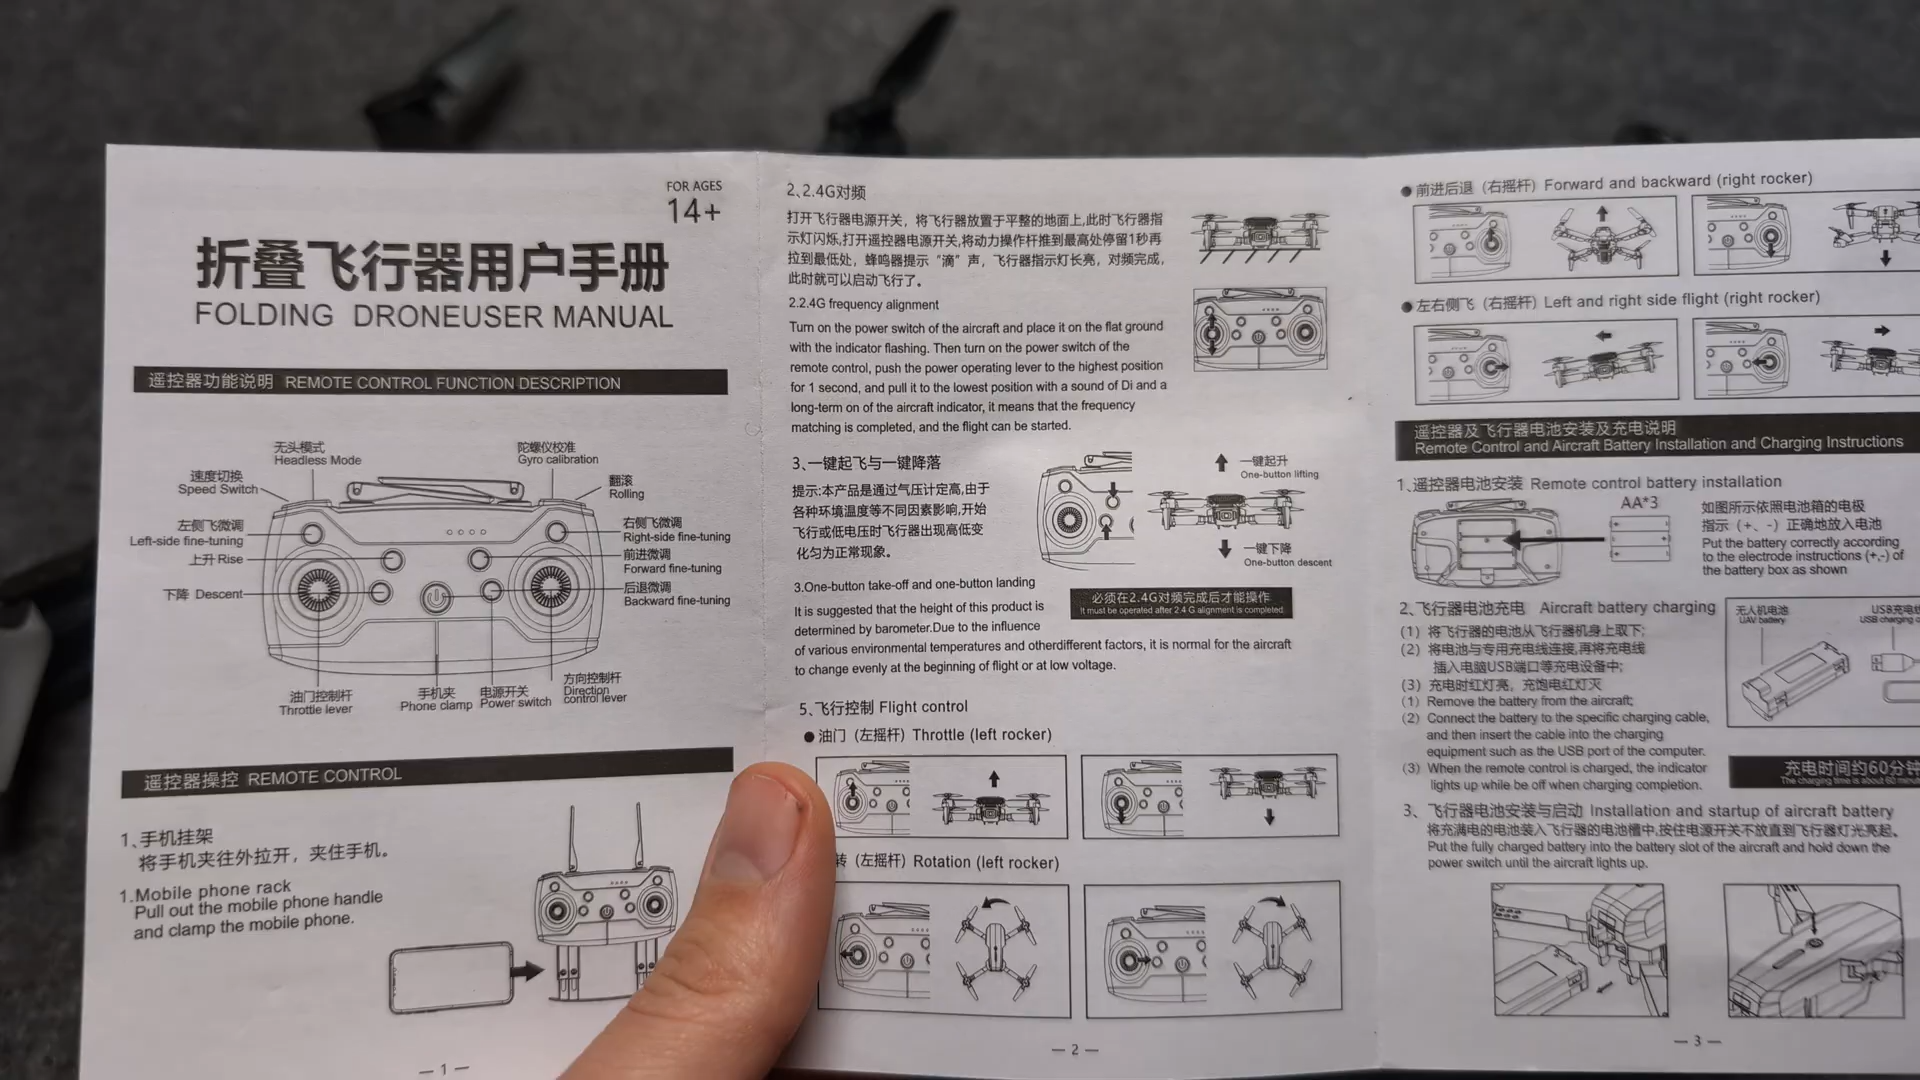 FOR AGES
14+
折叠飞行器用户手册
FOLDING DRONEUSER MANUAL
遥控器功能说明 REMOTE CONTROL FUNCTION DESCRIPTION
无头模式
Headless Mode
陀螺仪校准
Gyro calibration
速度切换
Speed Switch
翻滚
Rolling
左侧飞微调
Left-side fine-tuning
右侧飞微调
Right-side fine-tuning
上升 Rise
前进微调
Forward fine-tuning
下降 Descent
后退微调
Backward fine-tuning
油门控制杆
Throttle lever
手机夹
Phone clamp
电源开关
Power switch
方向控制杆
Direction
control lever
遥控器操控 REMOTE CONTROL
1、手机挂架
将手机夹往外拉开，夹住手机。
1.Mobile phone rack
Pull out the mobile phone handle
and clamp the mobile phone.
— 1 —
2、2.4G对频
打开飞行器电源开关，将飞行器放置于平整的地面上,此时飞行器指
示灯闪烁,打开遥控器电源开关,将动力操作杆推到最高处停留1秒再
拉到最低处，蜂鸣器提示“滴”声，飞行器指示灯长亮，对频完成，
此时就可以启动飞行了。
2.2.4G frequency alignment
Turn on the power switch of the aircraft and place it on the flat ground
with the indicator flashing. Then turn on the power switch of the
remote control, push the power operating lever to the highest position
for 1 second, and pull it to the lowest position with a sound of Di and a
long-term on of the aircraft indicator, it means that the frequency
matching is completed, and the flight can be started.
3、一键起飞与一键降落
提示:本产品是通过气压计定高,由于
各种环境温度等不同因素影响,开始
飞行或低电压时飞行器出现高低变
化匀为正常现象。
一键起升
One-button lifting
一键下降
One-button descent
3.One-button take-off and one-button landing
必须在2.4G对频完成后才能操作
It must be operated after 2.4 G alignment is completed
It is suggested that the height of this product is
determined by barometer.Due to the influence
of various environmental temperatures and otherdifferent factors, it is normal for the aircraft
to change evenly at the beginning of flight or at low voltage.
5、飞行控制 Flight control
● 油门（左摇杆）Throttle (left rocker)
转（左摇杆）Rotation (left rocker)
— 2 —
● 前进后退（右摇杆）Forward and backward (right rocker)
● 左右侧飞（右摇杆）Left and right side flight (right rocker)
遥控器及飞行器电池安装及充电说明
Remote Control and Aircraft Battery Installation and Charging Instructions
1、遥控器电池安装 Remote control battery installation
AA*3
如图所示依照电池箱的电极
指示（+、-）正确地放入电池
Put the battery correctly according
to the electrode instructions (+,-) of
the battery box as shown
2、飞行器电池充电 Aircraft battery charging
(1) 将飞行器的电池从飞行器机身上取下;
(2) 将电池与专用充电线连接,再将充电线
插入电脑USB端口等充电设备中;
(3) 充电时红灯亮，充饱电红灯灭
(1) Remove the battery from the aircraft;
(2) Connect the battery to the specific charging cable,
and then insert the cable into the charging
equipment such as the USB port of the computer.
(3) When the remote control is charged, the indicator
lights up while be off when charging completion.
无人机电池
UAV battery
USB充电
USB charging
充电时间约60分钟
The charging time is about 60
3、飞行器电池安装与启动 Installation and startup of aircraft battery
将充满电的电池装入飞行器的电池槽中,按住电源开关不放直到飞行器灯光亮起。
Put the fully charged battery into the battery slot of the aircraft and hold down the
power switch until the aircraft lights up.
— 3 —